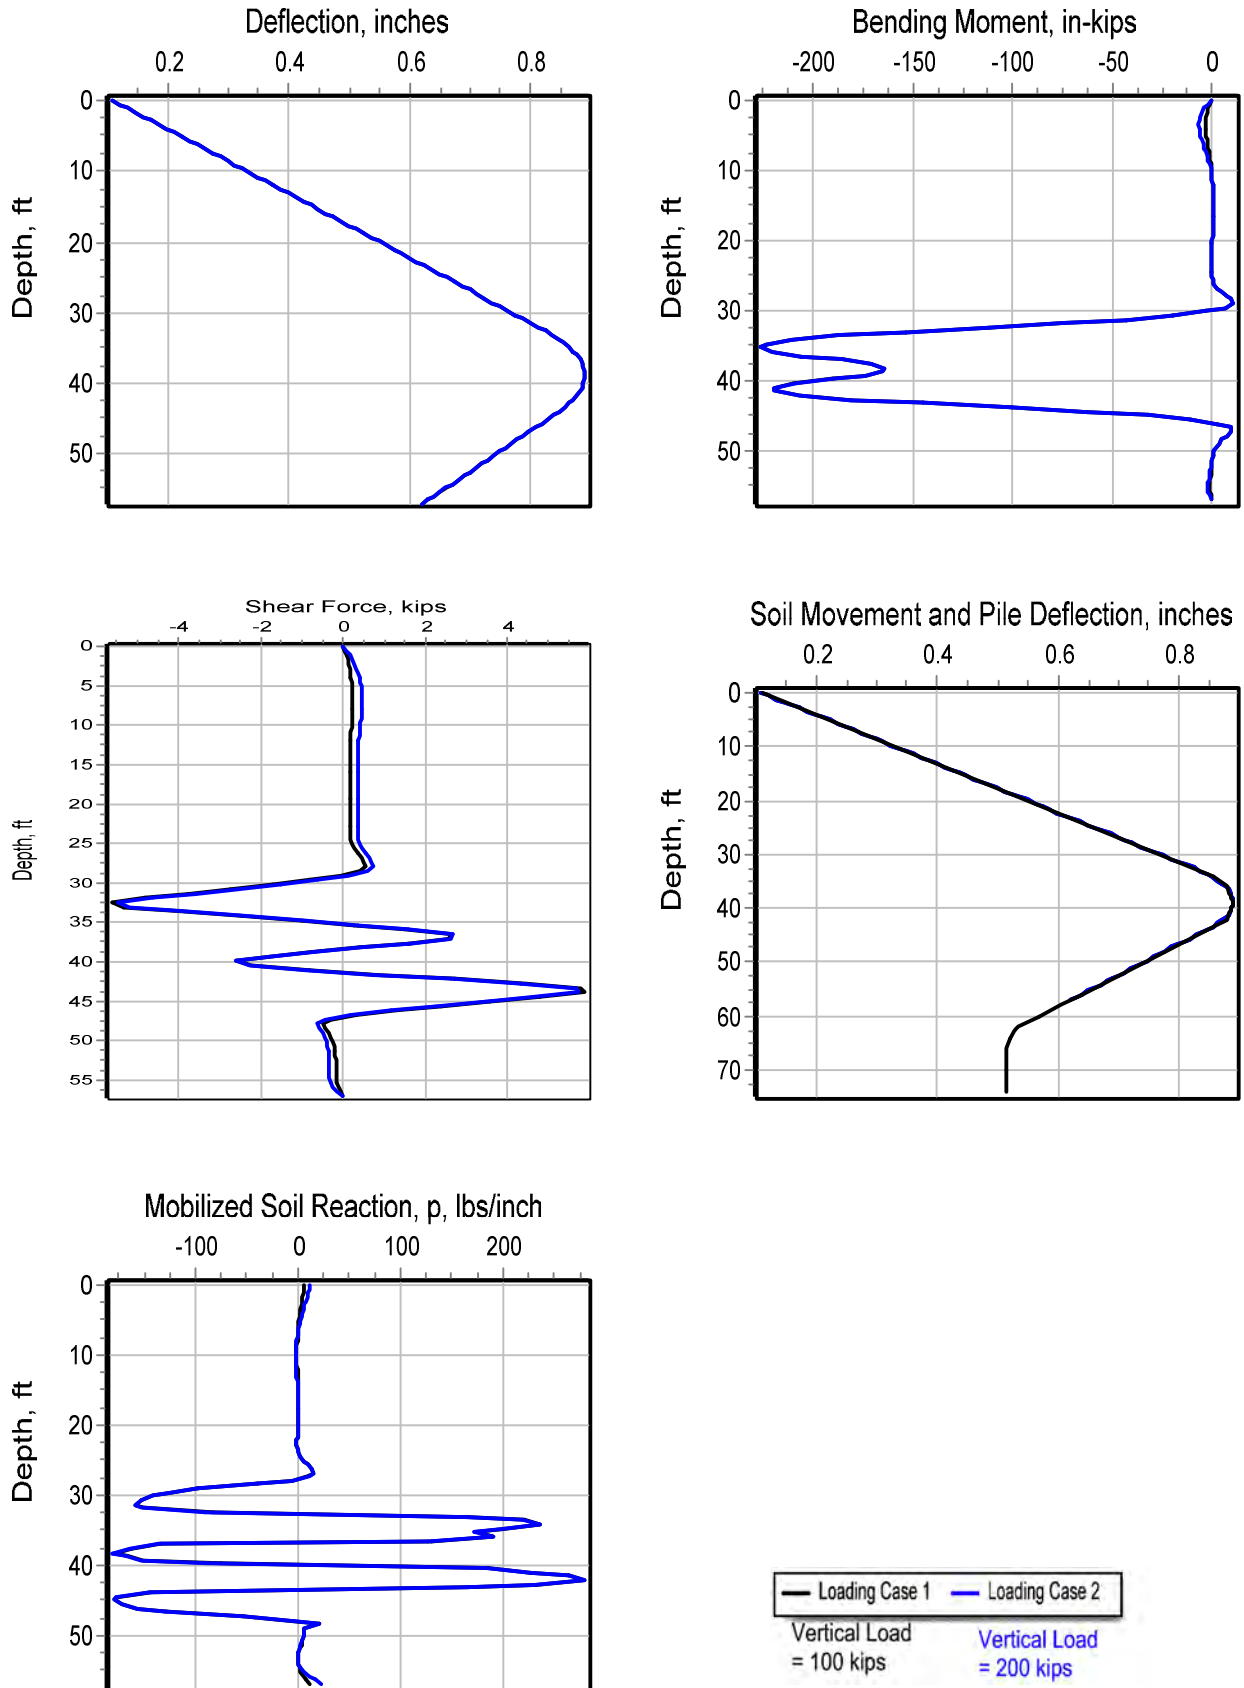 Deflection, inches
0.2 0.4 0.6 0.8
Depth, ft
0
10
20
30
40
50
Bending Moment, in-kips
-200 -150 -100 -50 0
Depth, ft
0
10
20
30
40
50
Shear Force, kips
-4 -2 0 2 4
Depth, ft
0
5
10
15
20
25
30
35
40
45
50
55
Soil Movement and Pile Deflection, inches
0.2 0.4 0.6 0.8
Depth, ft
0
10
20
30
40
50
60
70
Mobilized Soil Reaction, p, lbs/inch
-100 0 100 200
Depth, ft
0
10
20
30
40
50
Loading Case 1 Loading Case 2
Vertical Load
= 100 kips
Vertical Load
= 200 kips